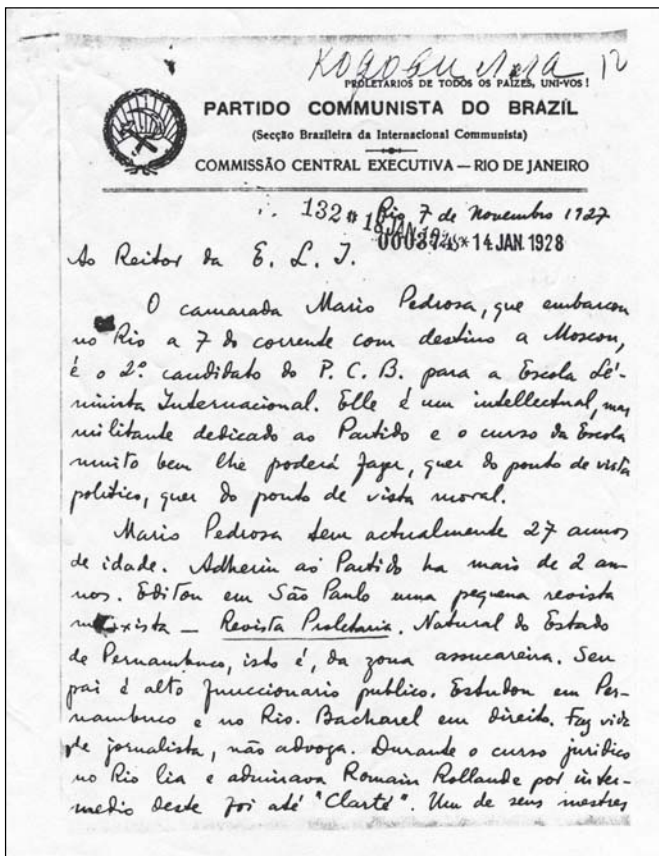 12
PROLETARIOS DE TODOS OS PAIZES, UNI-VOS!
PARTIDO COMMUNISTA DO BRAZIL
(Secção Brazileira da Internacional Communista)
COMMISSÃO CENTRAL EXECUTIVA — RIO DE JANEIRO
132 Rio, 7 de Novembro 1927
18 JAN 1928
14 JAN. 1928
Ao Reitor da E. L. I.
O camarada Mario Pedrosa, que embarcou
no Rio a 7 do corrente com destino a Moscou,
é o 2º candidato do P. C. B. para a Escola Lé-
ninista Internacional. Elle é um intellectual, mas
militante dedicado ao Partido e o curso da Escola
muito bem lhe poderá fazer, quer do ponto de vista
politico, quer do ponto de vista moral.
Mario Pedrosa tem actualmente 27 annos
de idade. Adheriu ao Partido ha mais de 2 an-
nos. Editou em São Paulo uma pequena revista
marxista — Revista Proletaria. Natural do Estado
de Pernambuco, isto é, da zona assucareira. Seu
pai é alto funccionario publico. Estudou em Per-
nambuco e no Rio. Bacharel em direito. Faz vida
de jornalista, não advoga. Durante o curso juridico
no Rio lia e admirava Romain Rolland e por inter-
medio deste foi até "Clarté". Um de seus mestres